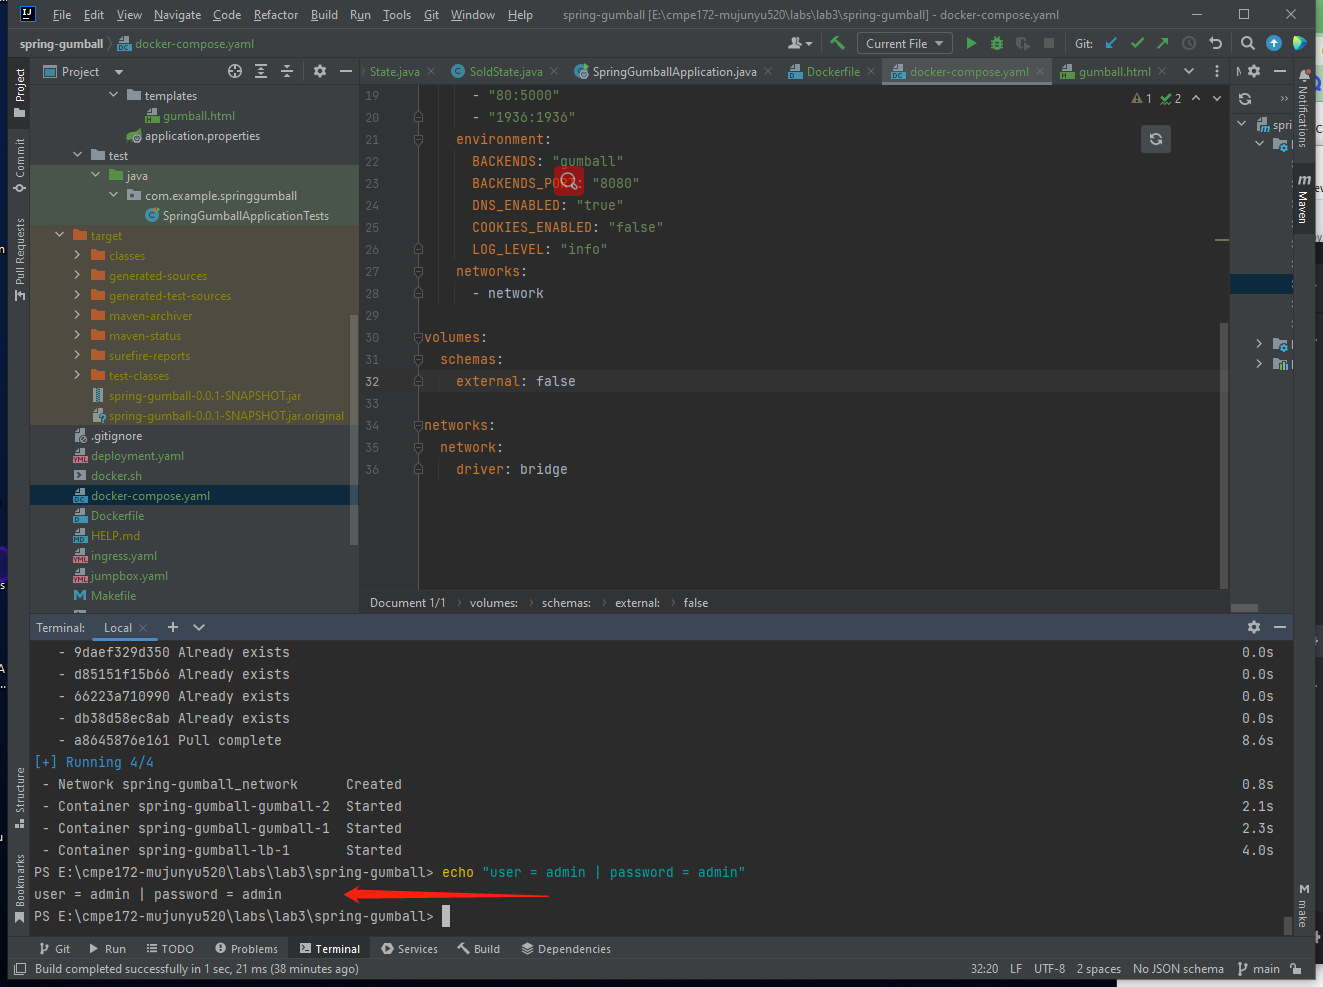 File Edit View Navigate Code Refactor Build Run Tools Git Window Help spring-gumball [E:\cmpe172-mujunyu520\labs\lab3\spring-gumball] - docker-compose.yaml
spring-gumball docker-compose.yaml Current File Git:
Project State.java SoldState.java SpringGumballApplication.java Dockerfile docker-compose.yaml gumball.html
Project
Commit
Pull Requests
Structure
Bookmarks
templates
gumball.html
application.properties
test
java
com.example.springgumball
SpringGumballApplicationTests
target
classes
generated-sources
generated-test-sources
maven-archiver
maven-status
surefire-reports
test-classes
spring-gumball-0.0.1-SNAPSHOT.jar
spring-gumball-0.0.1-SNAPSHOT.jar.original
.gitignore
deployment.yaml
docker.sh
docker-compose.yaml
Dockerfile
HELP.md
ingress.yaml
jumpbox.yaml
Makefile
19 - "80:5000"
20 - "1936:1936"
21 environment:
22 BACKENDS: "gumball"
23 BACKENDS_PORT: "8080"
24 DNS_ENABLED: "true"
25 COOKIES_ENABLED: "false"
26 LOG_LEVEL: "info"
27 networks:
28 - network
29
30 volumes:
31 schemas:
32 external: false
33
34 networks:
35 network:
36 driver: bridge
1 2
spri
Notifications
Maven
make
Document 1/1 volumes: schemas: external: false
Terminal: Local
- 9daef329d350 Already exists 0.0s
- d85151f15b66 Already exists 0.0s
- 66223a710990 Already exists 0.0s
- db38d58ec8ab Already exists 0.0s
- a8645876e161 Pull complete 8.6s
[+] Running 4/4
- Network spring-gumball_network Created 0.8s
- Container spring-gumball-gumball-2 Started 2.1s
- Container spring-gumball-gumball-1 Started 2.3s
- Container spring-gumball-lb-1 Started 4.0s
PS E:\cmpe172-mujunyu520\labs\lab3\spring-gumball> echo "user = admin | password = admin"
user = admin | password = admin
PS E:\cmpe172-mujunyu520\labs\lab3\spring-gumball>
Git Run TODO Problems Terminal Services Build Dependencies
Build completed successfully in 1 sec, 21 ms (38 minutes ago) 32:20 LF UTF-8 2 spaces No JSON schema main